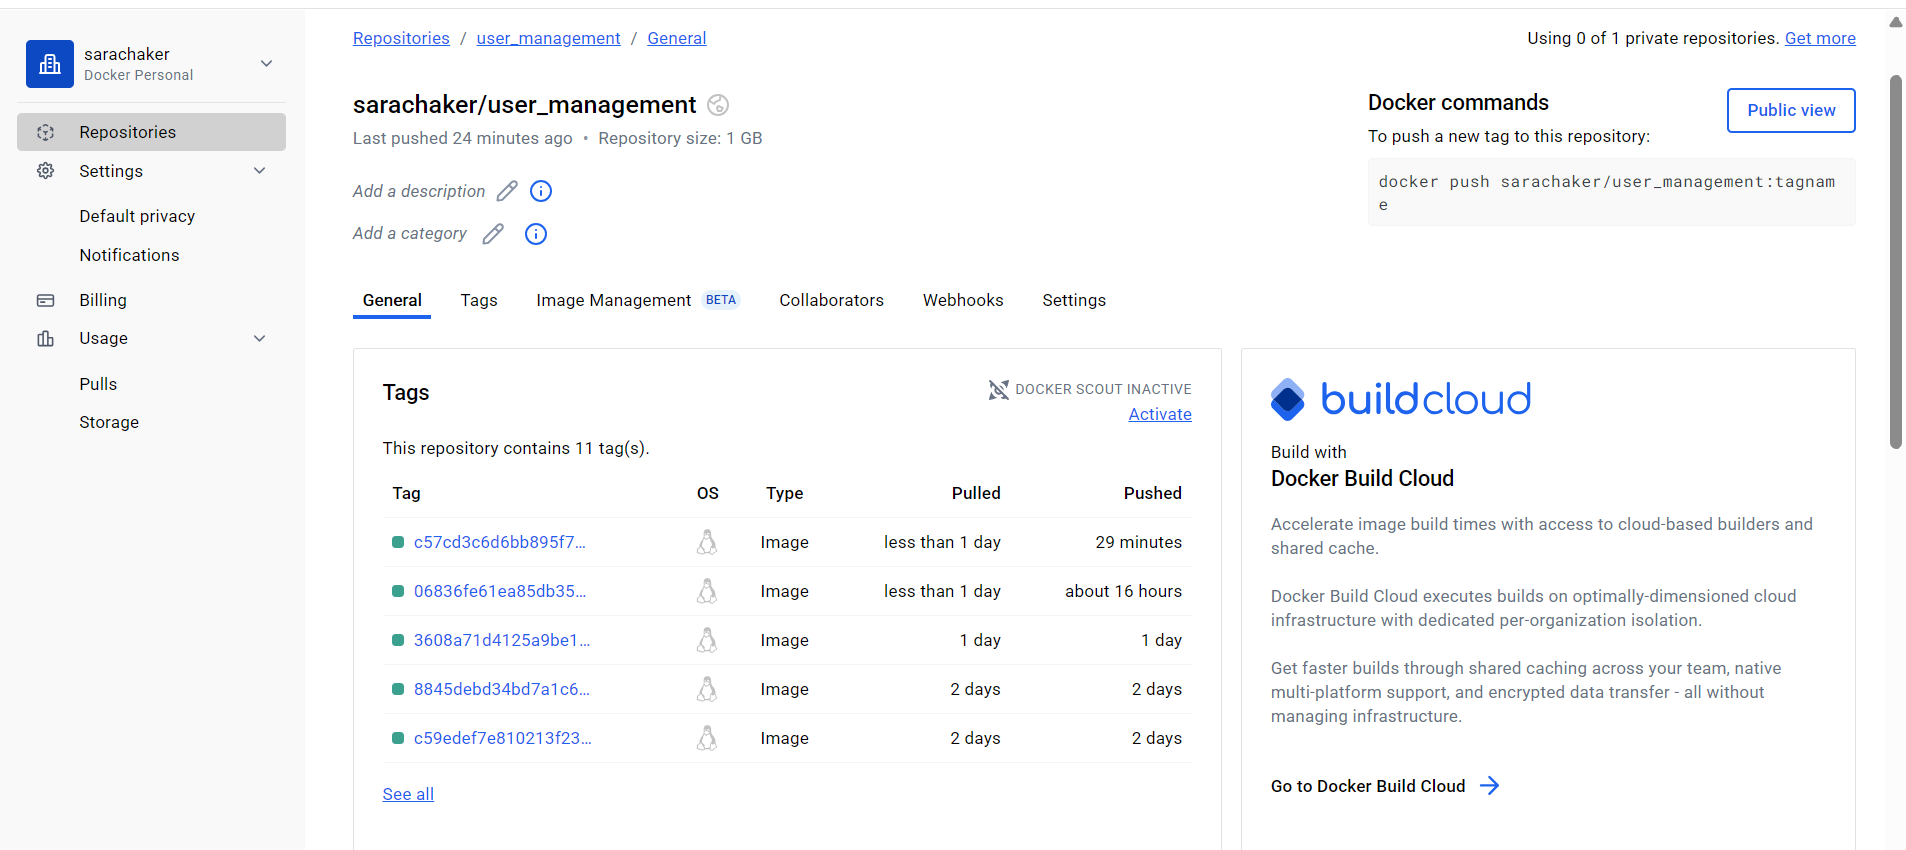 sarachaker
Docker Personal
Repositories
Settings
Default privacy
Notifications
Billing
Usage
Pulls
Storage
Repositories / user_management / General
Using 0 of 1 private repositories. Get more
sarachaker/user_management
Last pushed 24 minutes ago • Repository size: 1 GB
Add a description
Add a category
Docker commands
Public view
To push a new tag to this repository:
docker push sarachaker/user_management:tagnam
e
General Tags Image Management BETA Collaborators Webhooks Settings
Tags
DOCKER SCOUT INACTIVE
Activate
This repository contains 11 tag(s).
Tag OS Type Pulled Pushed
c57cd3c6d6bb895f7... Image less than 1 day 29 minutes
06836fe61ea85db35... Image less than 1 day about 16 hours
3608a71d4125a9be1... Image 1 day 1 day
8845debd34bd7a1c6... Image 2 days 2 days
c59edef7e810213f23... Image 2 days 2 days
See all
buildcloud
Build with
Docker Build Cloud
Accelerate image build times with access to cloud-based builders and
shared cache.
Docker Build Cloud executes builds on optimally-dimensioned cloud
infrastructure with dedicated per-organization isolation.
Get faster builds through shared caching across your team, native
multi-platform support, and encrypted data transfer - all without
managing infrastructure.
Go to Docker Build Cloud